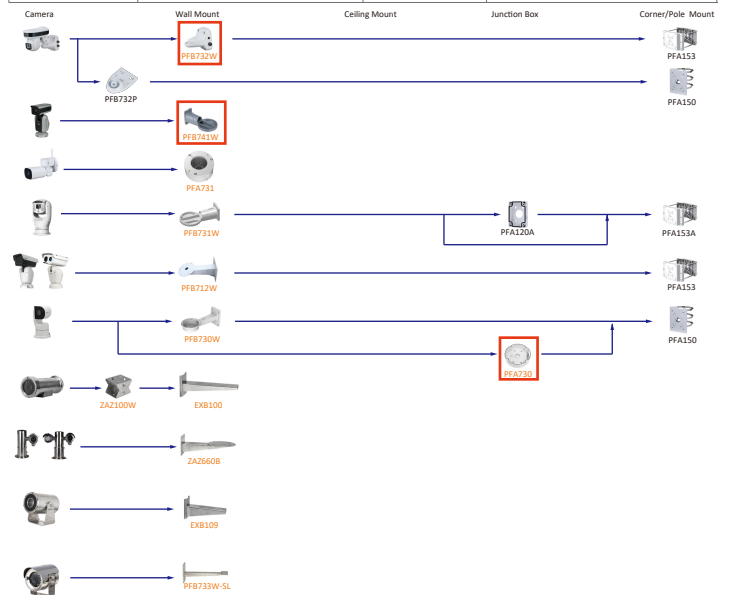 Camera Wall Mount Ceiling Mount Junction Box Corner/Pole Mount
PFB732W PFA153
PFB732P PFA150
PFB741W
PFA731
PFB731W PFA120A PFA153A
PFB712W PFA153
PFB730W PFA150
PFA730
ZAZ100W EXB100
ZAZ660B
EXB109
PFB733W-SL